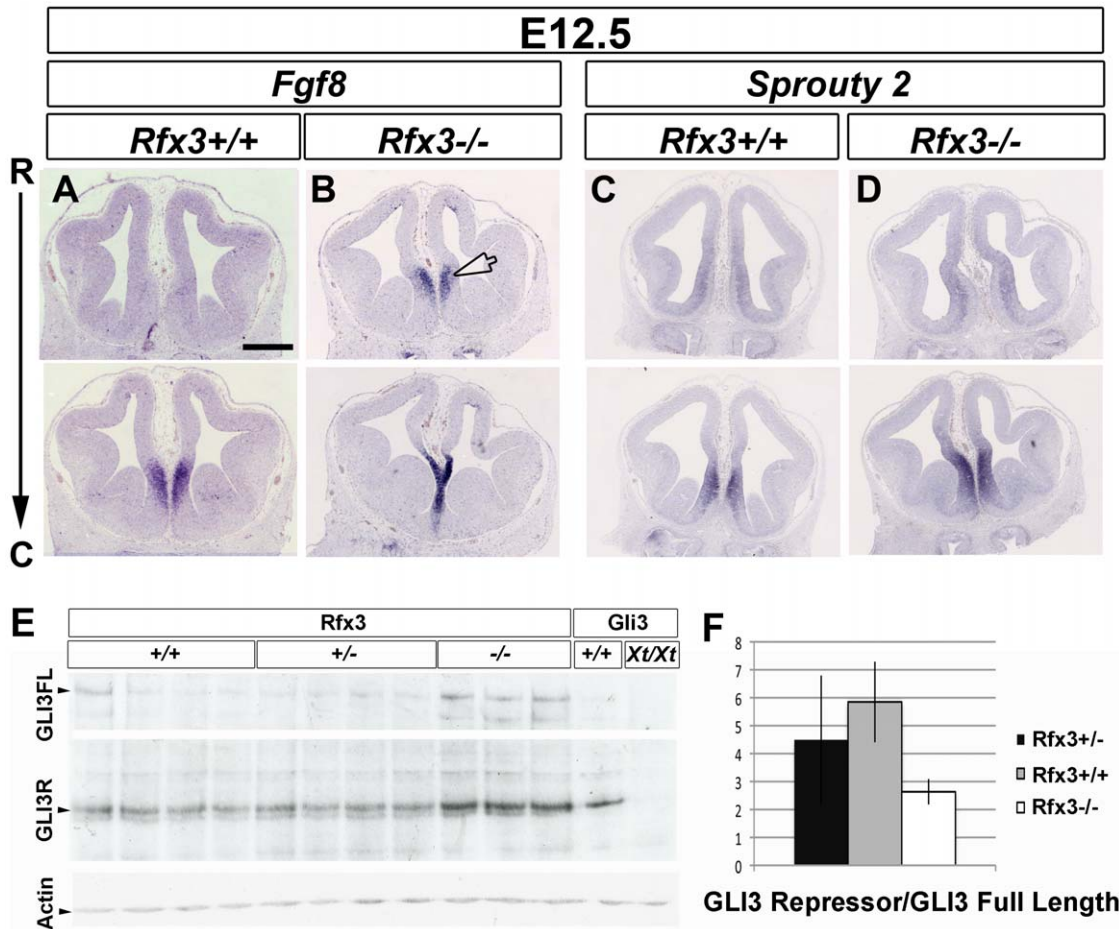 E12.5
Fgf8
Sprouty 2
Rfx3+/+
Rfx3-/-
Rfx3+/+
Rfx3-/-
R
A
B
C
D
C
E
Rfx3
Gli3
+/+
+/-
-/-
+/+
Xt/Xt
GLI3FL
GLI3R
Actin
F
8
7
6
5
4
3
2
1
0
Rfx3+/-
Rfx3+/+
Rfx3-/-
GLI3 Repressor/GLI3 Full Length